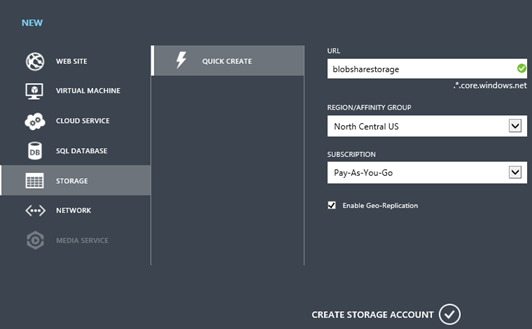 NEW
WEB SITE
VIRTUAL MACHINE
CLOUD SERVICE
DB
SQL DATABASE
STORAGE
NETWORK
MEDIA SERVICE
QUICK CREATE
URL
blobsharestorage
.*.core.windows.net
REGION/AFFINITY GROUP
North Central US
SUBSCRIPTION
Pay-As-You-Go
Enable Geo-Replication
CREATE STORAGE ACCOUNT